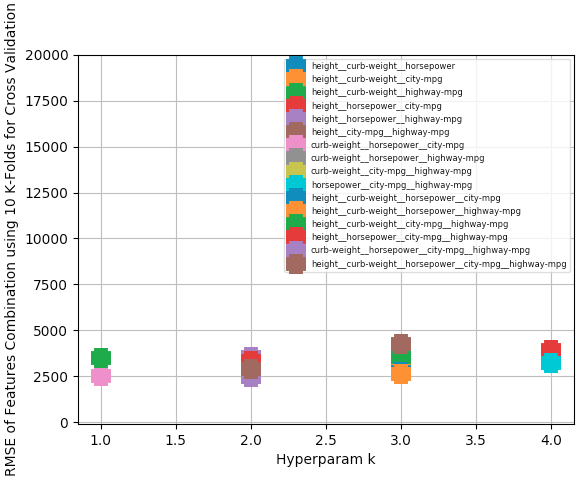 RMSE of Features Combination using 10 K-Folds for Cross Validation
20000
17500
15000
12500
10000
7500
5000
2500
0
height__curb-weight__horsepower
height__curb-weight__city-mpg
height__curb-weight__highway-mpg
height__horsepower__city-mpg
height__horsepower__highway-mpg
height__city-mpg__highway-mpg
curb-weight__horsepower__city-mpg
curb-weight__horsepower__highway-mpg
curb-weight__city-mpg__highway-mpg
horsepower__city-mpg__highway-mpg
height__curb-weight__horsepower__city-mpg
height__curb-weight__horsepower__highway-mpg
height__curb-weight__city-mpg__highway-mpg
height__horsepower__city-mpg__highway-mpg
curb-weight__horsepower__city-mpg__highway-mpg
height__curb-weight__horsepower__city-mpg__highway-mpg
1.0 1.5 2.0 2.5 3.0 3.5 4.0
Hyperparam k